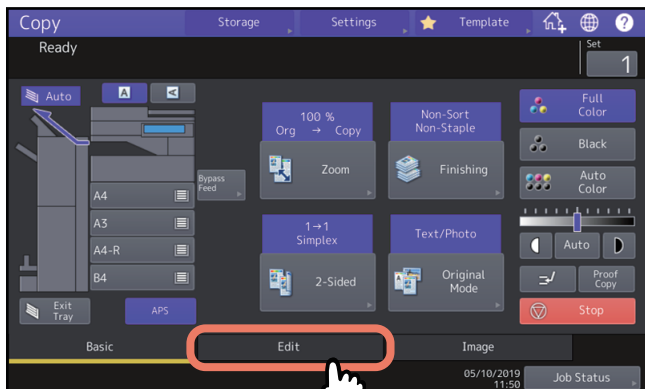 Copy
Storage
Settings
Template
?
Ready
Set
1
Auto
A
A
Full
Color
100 %
Org → Copy
Non-Sort
Non-Staple
Black
Zoom
Finishing
Bypass
Feed
Auto
Color
A4
A3
1→1
Simplex
Text/Photo
Auto
A4-R
B4
2-Sided
Original
Mode
Proof
Copy
Exit
Tray
APS
Stop
Basic
Edit
Image
05/10/2019
11:50
Job Status